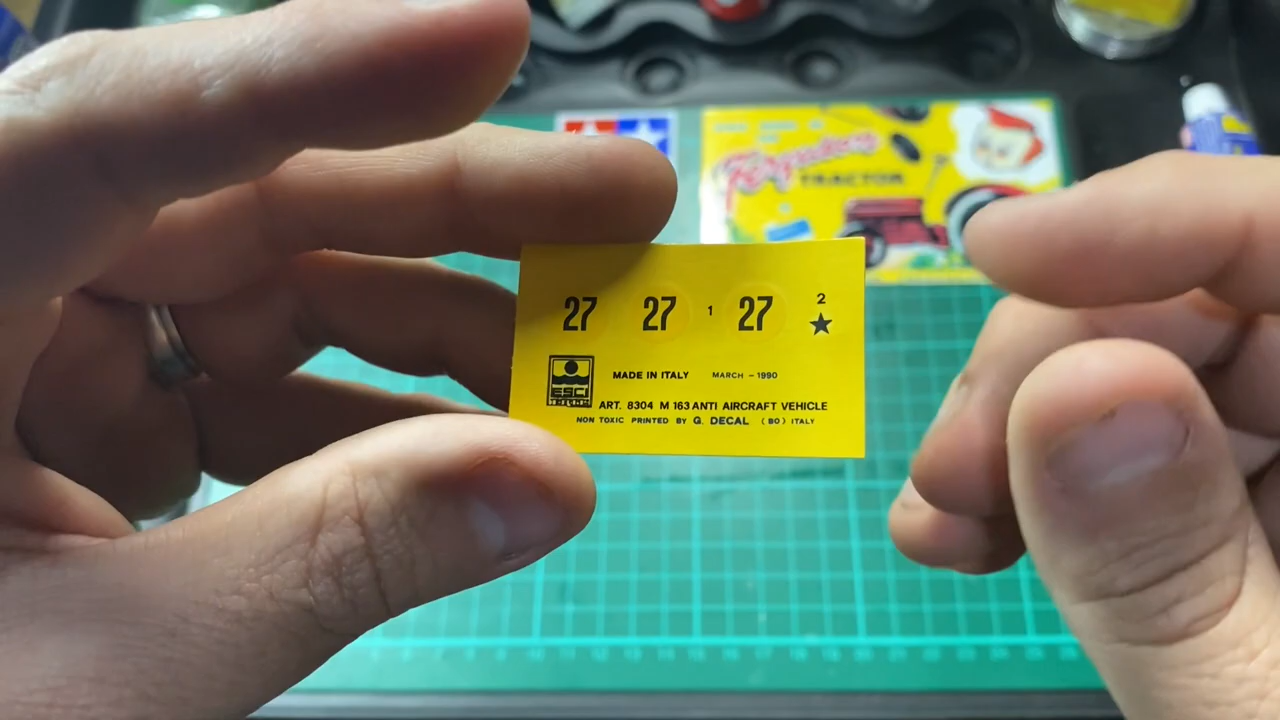 Ferguson
TRACTOR
27 27 1 27 2
ESCI
MADE IN ITALY MARCH - 1990
ART. 8304 M 163 ANTI AIRCRAFT VEHICLE
NON TOXIC PRINTED BY G. DECAL (BO) ITALY